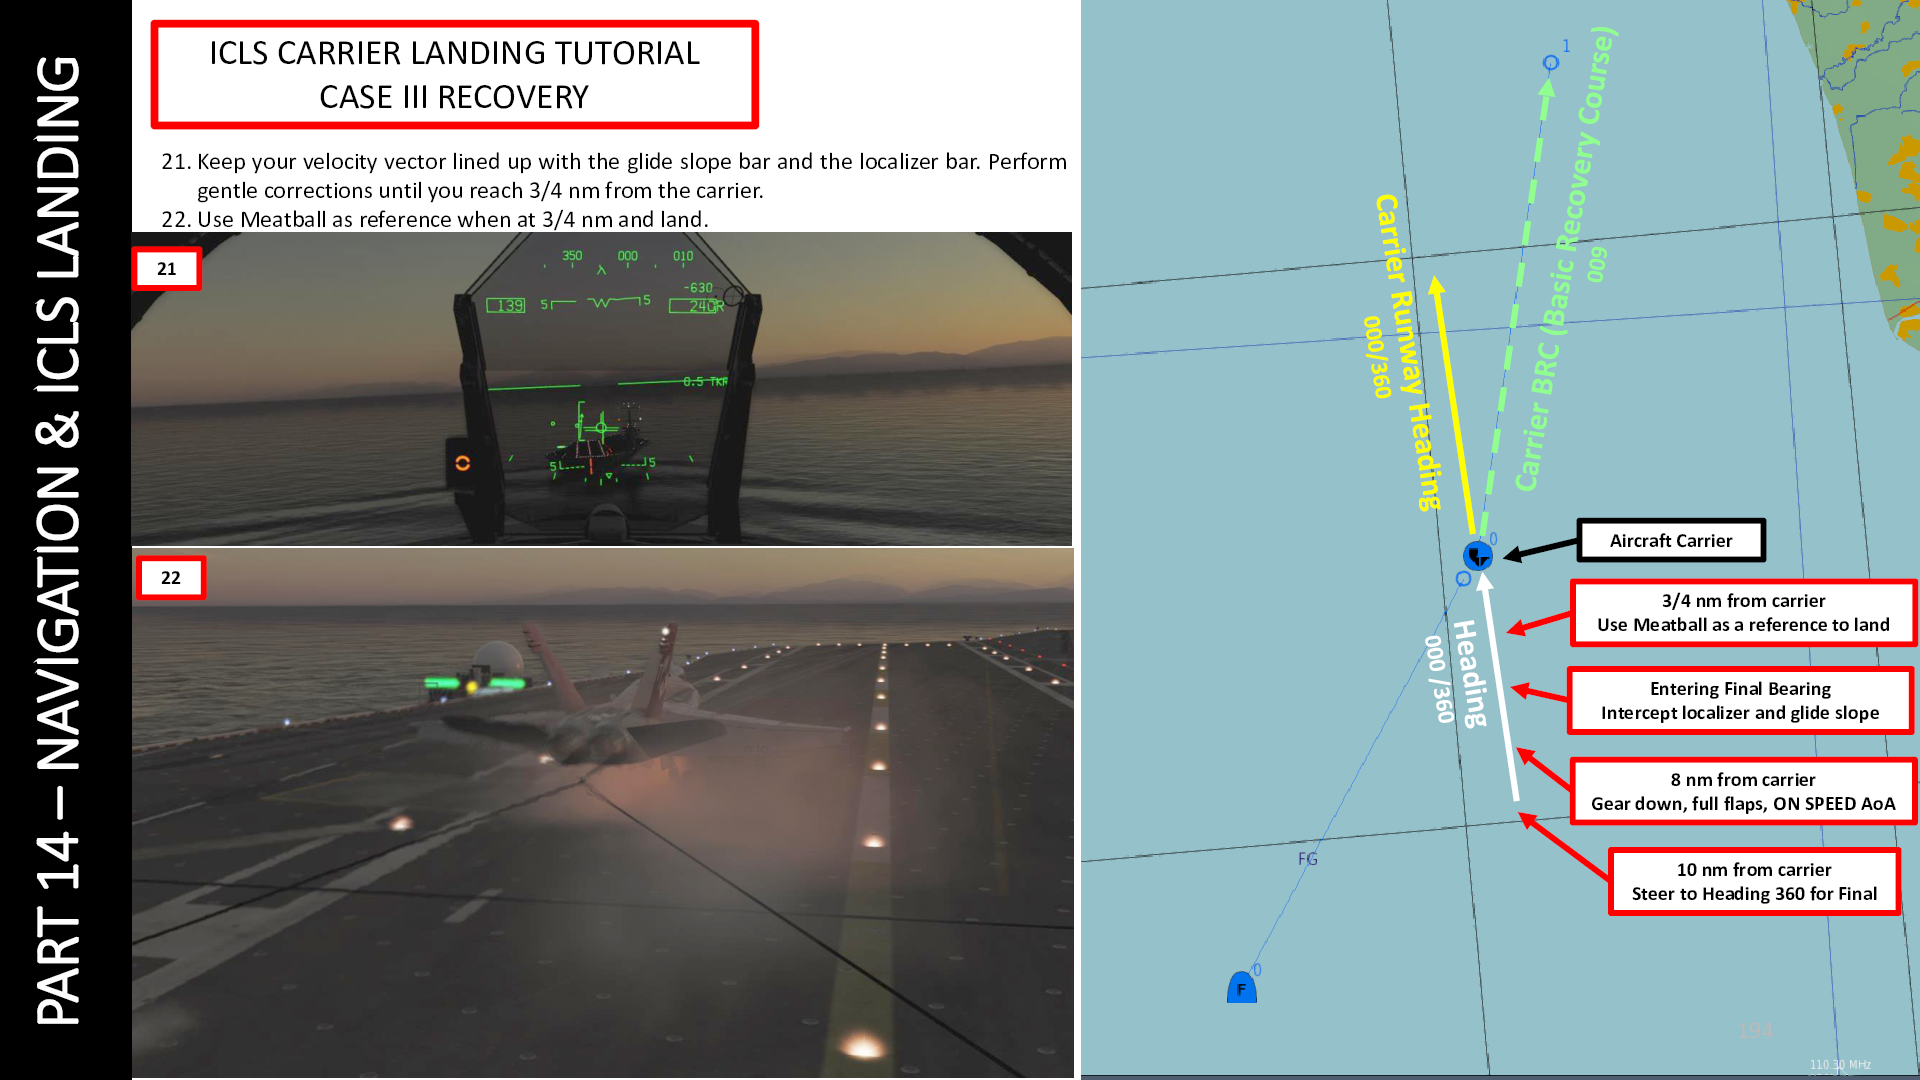 PART 14 – NAVIGATION & ICLS LANDING
ICLS CARRIER LANDING TUTORIAL
CASE III RECOVERY
21. Keep your velocity vector lined up with the glide slope bar and the localizer bar. Perform
gentle corrections until you reach 3/4 nm from the carrier.
22. Use Meatball as reference when at 3/4 nm and land.
21
350 000 010
-630
139
5 5
240R
0.5 TKR
5 5
22
1
Carrier BRC (Basic Recovery Course)
009
Carrier Runway Heading
000/360
0
Aircraft Carrier
3/4 nm from carrier
Use Meatball as a reference to land
Heading
000 /360
Entering Final Bearing
Intercept localizer and glide slope
8 nm from carrier
Gear down, full flaps, ON SPEED AoA
10 nm from carrier
Steer to Heading 360 for Final
FG
0
F
194
110.30 MHz